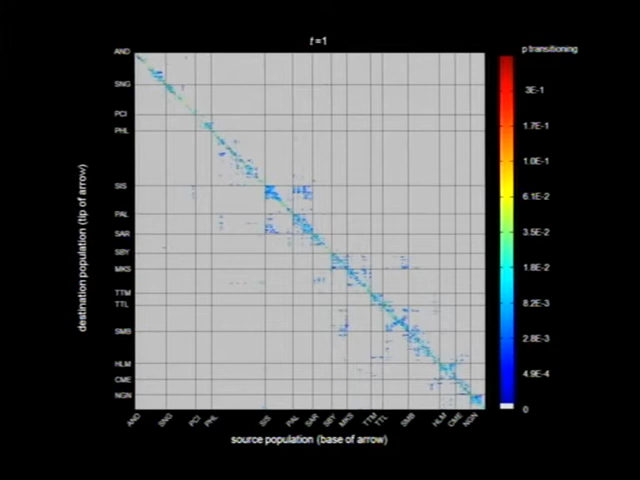 t=1
p transitioning
AND
SNG
PCI
PHL
SIS
PAL
SAR
SBY
MKS
TTM
TTL
SMB
HLM
CME
NGN
destination population (tip of arrow)
3E-1
1.7E-1
1.0E-1
6.1E-2
3.5E-2
1.8E-2
8.2E-3
2.8E-3
4.9E-4
0
AND SNG PCI PHL SIS PAL SAR SBY MKS TTM TTL SMB HLM CME NGN
source population (base of arrow)